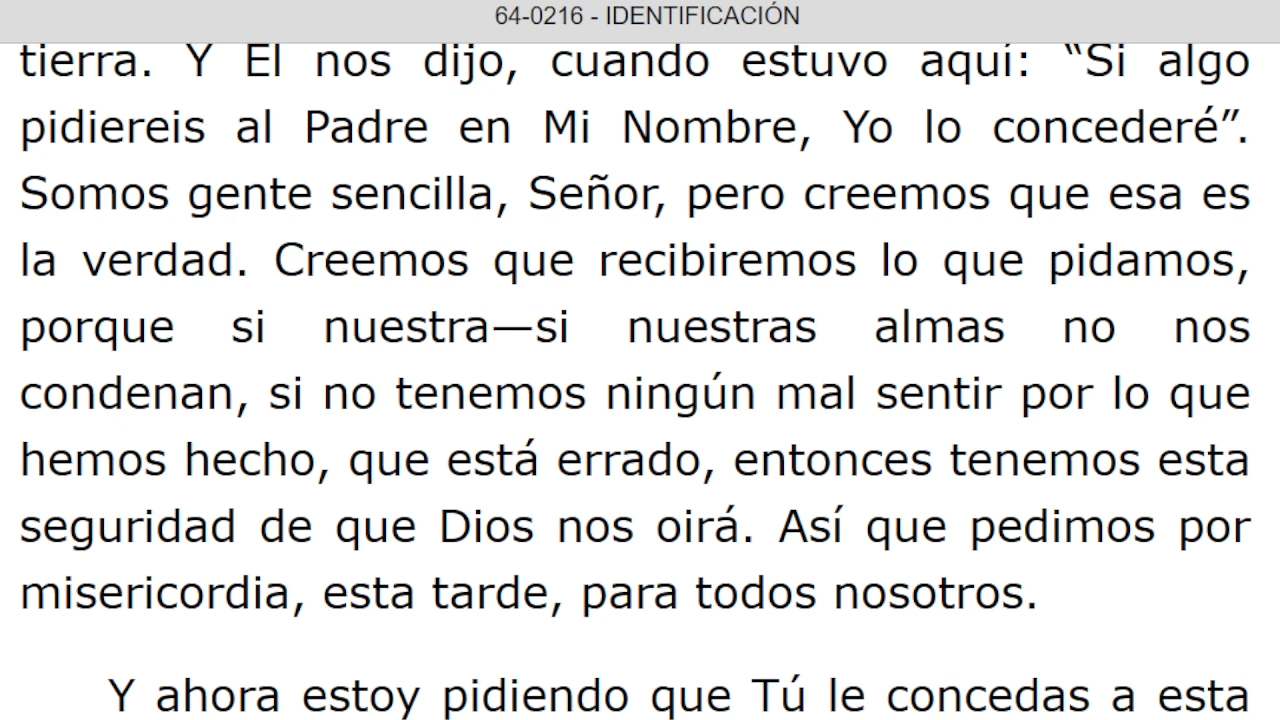 64-0216 - IDENTIFICACIÓN
tierra. Y El nos dijo, cuando estuvo aquí: “Si algo
pidiereis al Padre en Mi Nombre, Yo lo concederé”.
Somos gente sencilla, Señor, pero creemos que esa es
la verdad. Creemos que recibiremos lo que pidamos,
porque si nuestra—si nuestras almas no nos
condenan, si no tenemos ningún mal sentir por lo que
hemos hecho, que está errado, entonces tenemos esta
seguridad de que Dios nos oirá. Así que pedimos por
misericordia, esta tarde, para todos nosotros.
Y ahora estoy pidiendo que Tú le concedas a esta